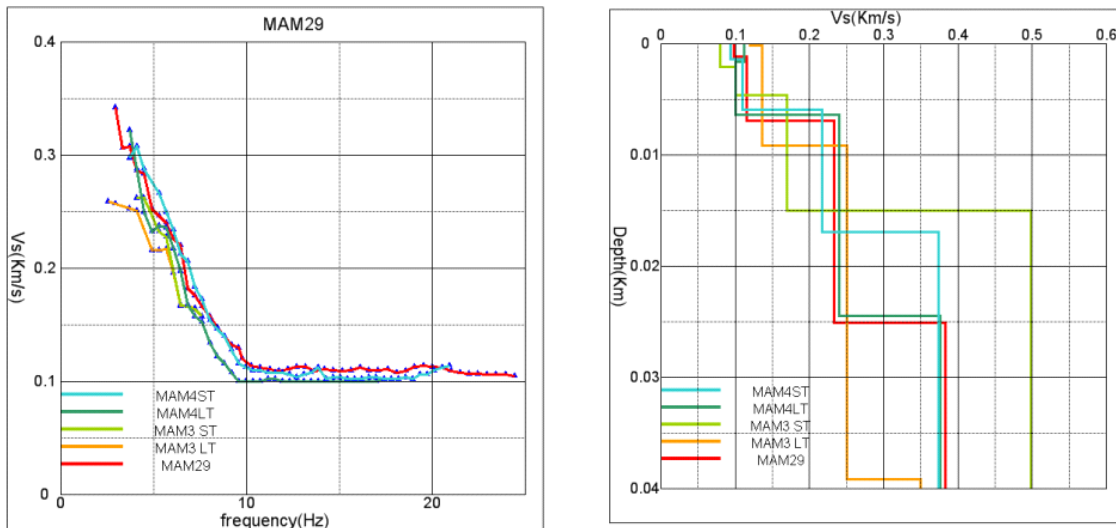 MAM29
0.4
0.3
0.2
0.1
0
Vs(Km/s)
0
10
20
frequency(Hz)
MAM4ST
MAM4LT
MAM3 ST
MAM3 LT
MAM29
Vs(Km/s)
0
0.1
0.2
0.3
0.4
0.5
0.6
0
0.01
0.02
0.03
0.04
Depth(Km)
MAM4ST
MAM4LT
MAM3 ST
MAM3 LT
MAM29